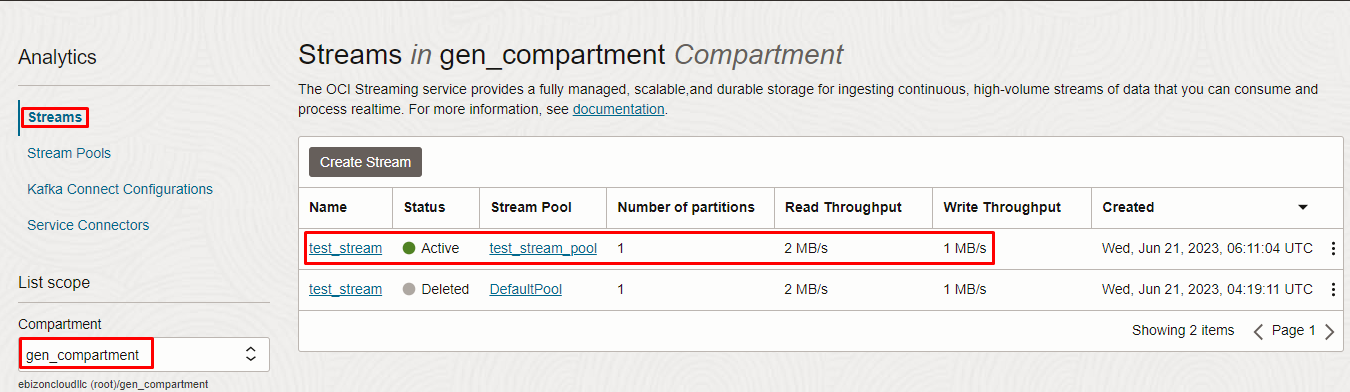 Analytics
Streams
Stream Pools
Kafka Connect Configurations
Service Connectors
List scope
Compartment
gen_compartment
ebizoncloudllc (root)/gen_compartment
Streams in gen_compartment Compartment
The OCI Streaming service provides a fully managed, scalable,and durable storage for ingesting continuous, high-volume streams of data that you can consume and
process realtime. For more information, see documentation.
Create Stream
Name Status Stream Pool Number of partitions Read Throughput Write Throughput Created
test_stream Active test_stream_pool 1 2 MB/s 1 MB/s Wed, Jun 21, 2023, 06:11:04 UTC
test_stream Deleted DefaultPool 1 2 MB/s 1 MB/s Wed, Jun 21, 2023, 04:19:11 UTC
Showing 2 items Page 1